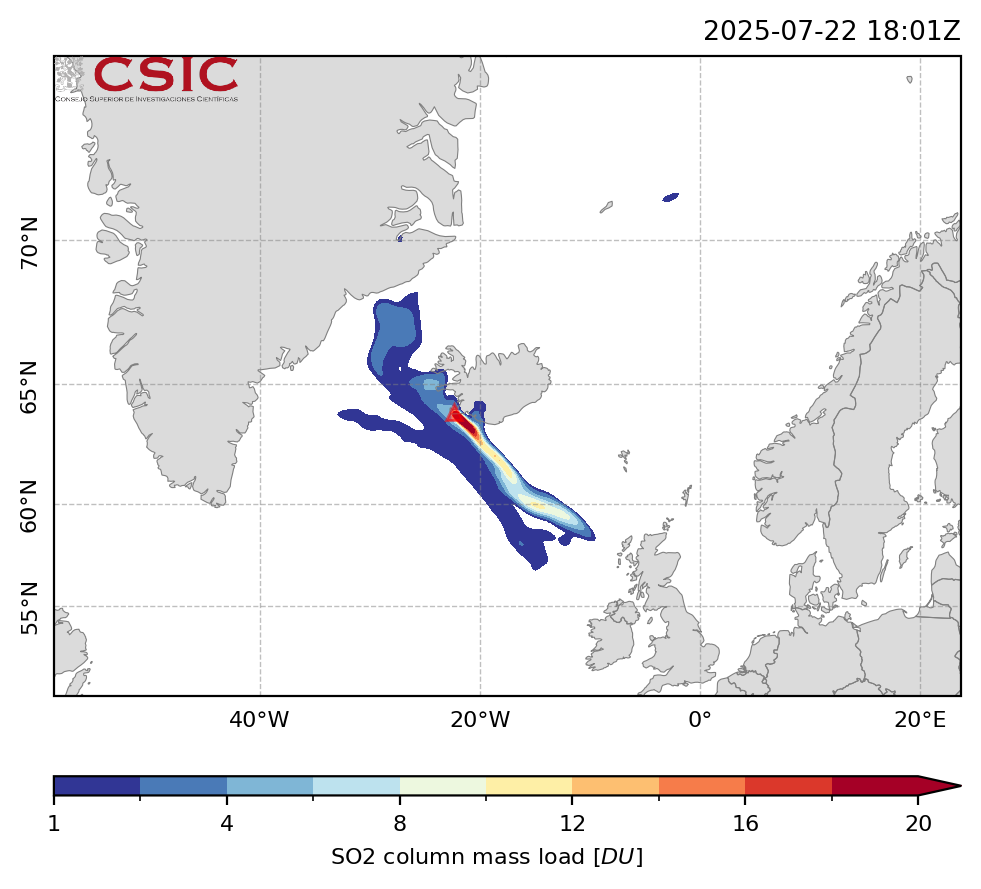 2025-07-22 18:01Z
CSIC
CONSEJO SUPERIOR DE INVESTIGACIONES CIENTÍFICAS
70°N
65°N
60°N
55°N
40°W 20°W 0° 20°E
1 4 8 12 16 20
SO2 column mass load [DU]